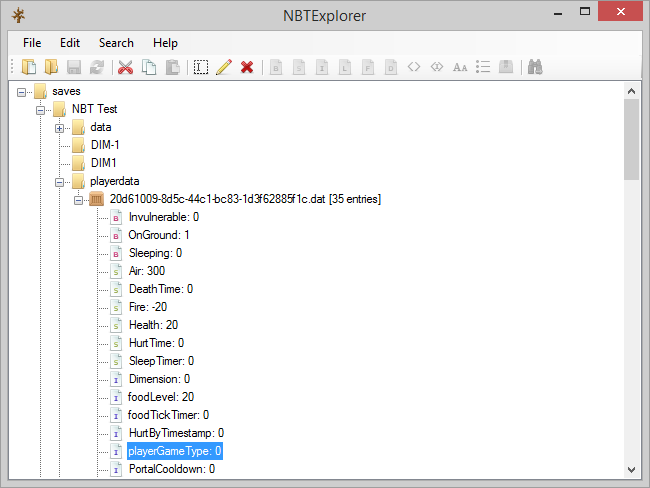 NBTExplorer
File Edit Search Help
B S I L F D Aa
saves
NBT Test
data
DIM-1
DIM1
playerdata
20d61009-8d5c-44c1-bc83-1d3f62885f1c.dat [35 entries]
B Invulnerable: 0
B OnGround: 1
B Sleeping: 0
S Air: 300
S DeathTime: 0
S Fire: -20
S Health: 20
S HurtTime: 0
S SleepTimer: 0
I Dimension: 0
I foodLevel: 20
I foodTickTimer: 0
I HurtByTimestamp: 0
I playerGameType: 0
I PortalCooldown: 0